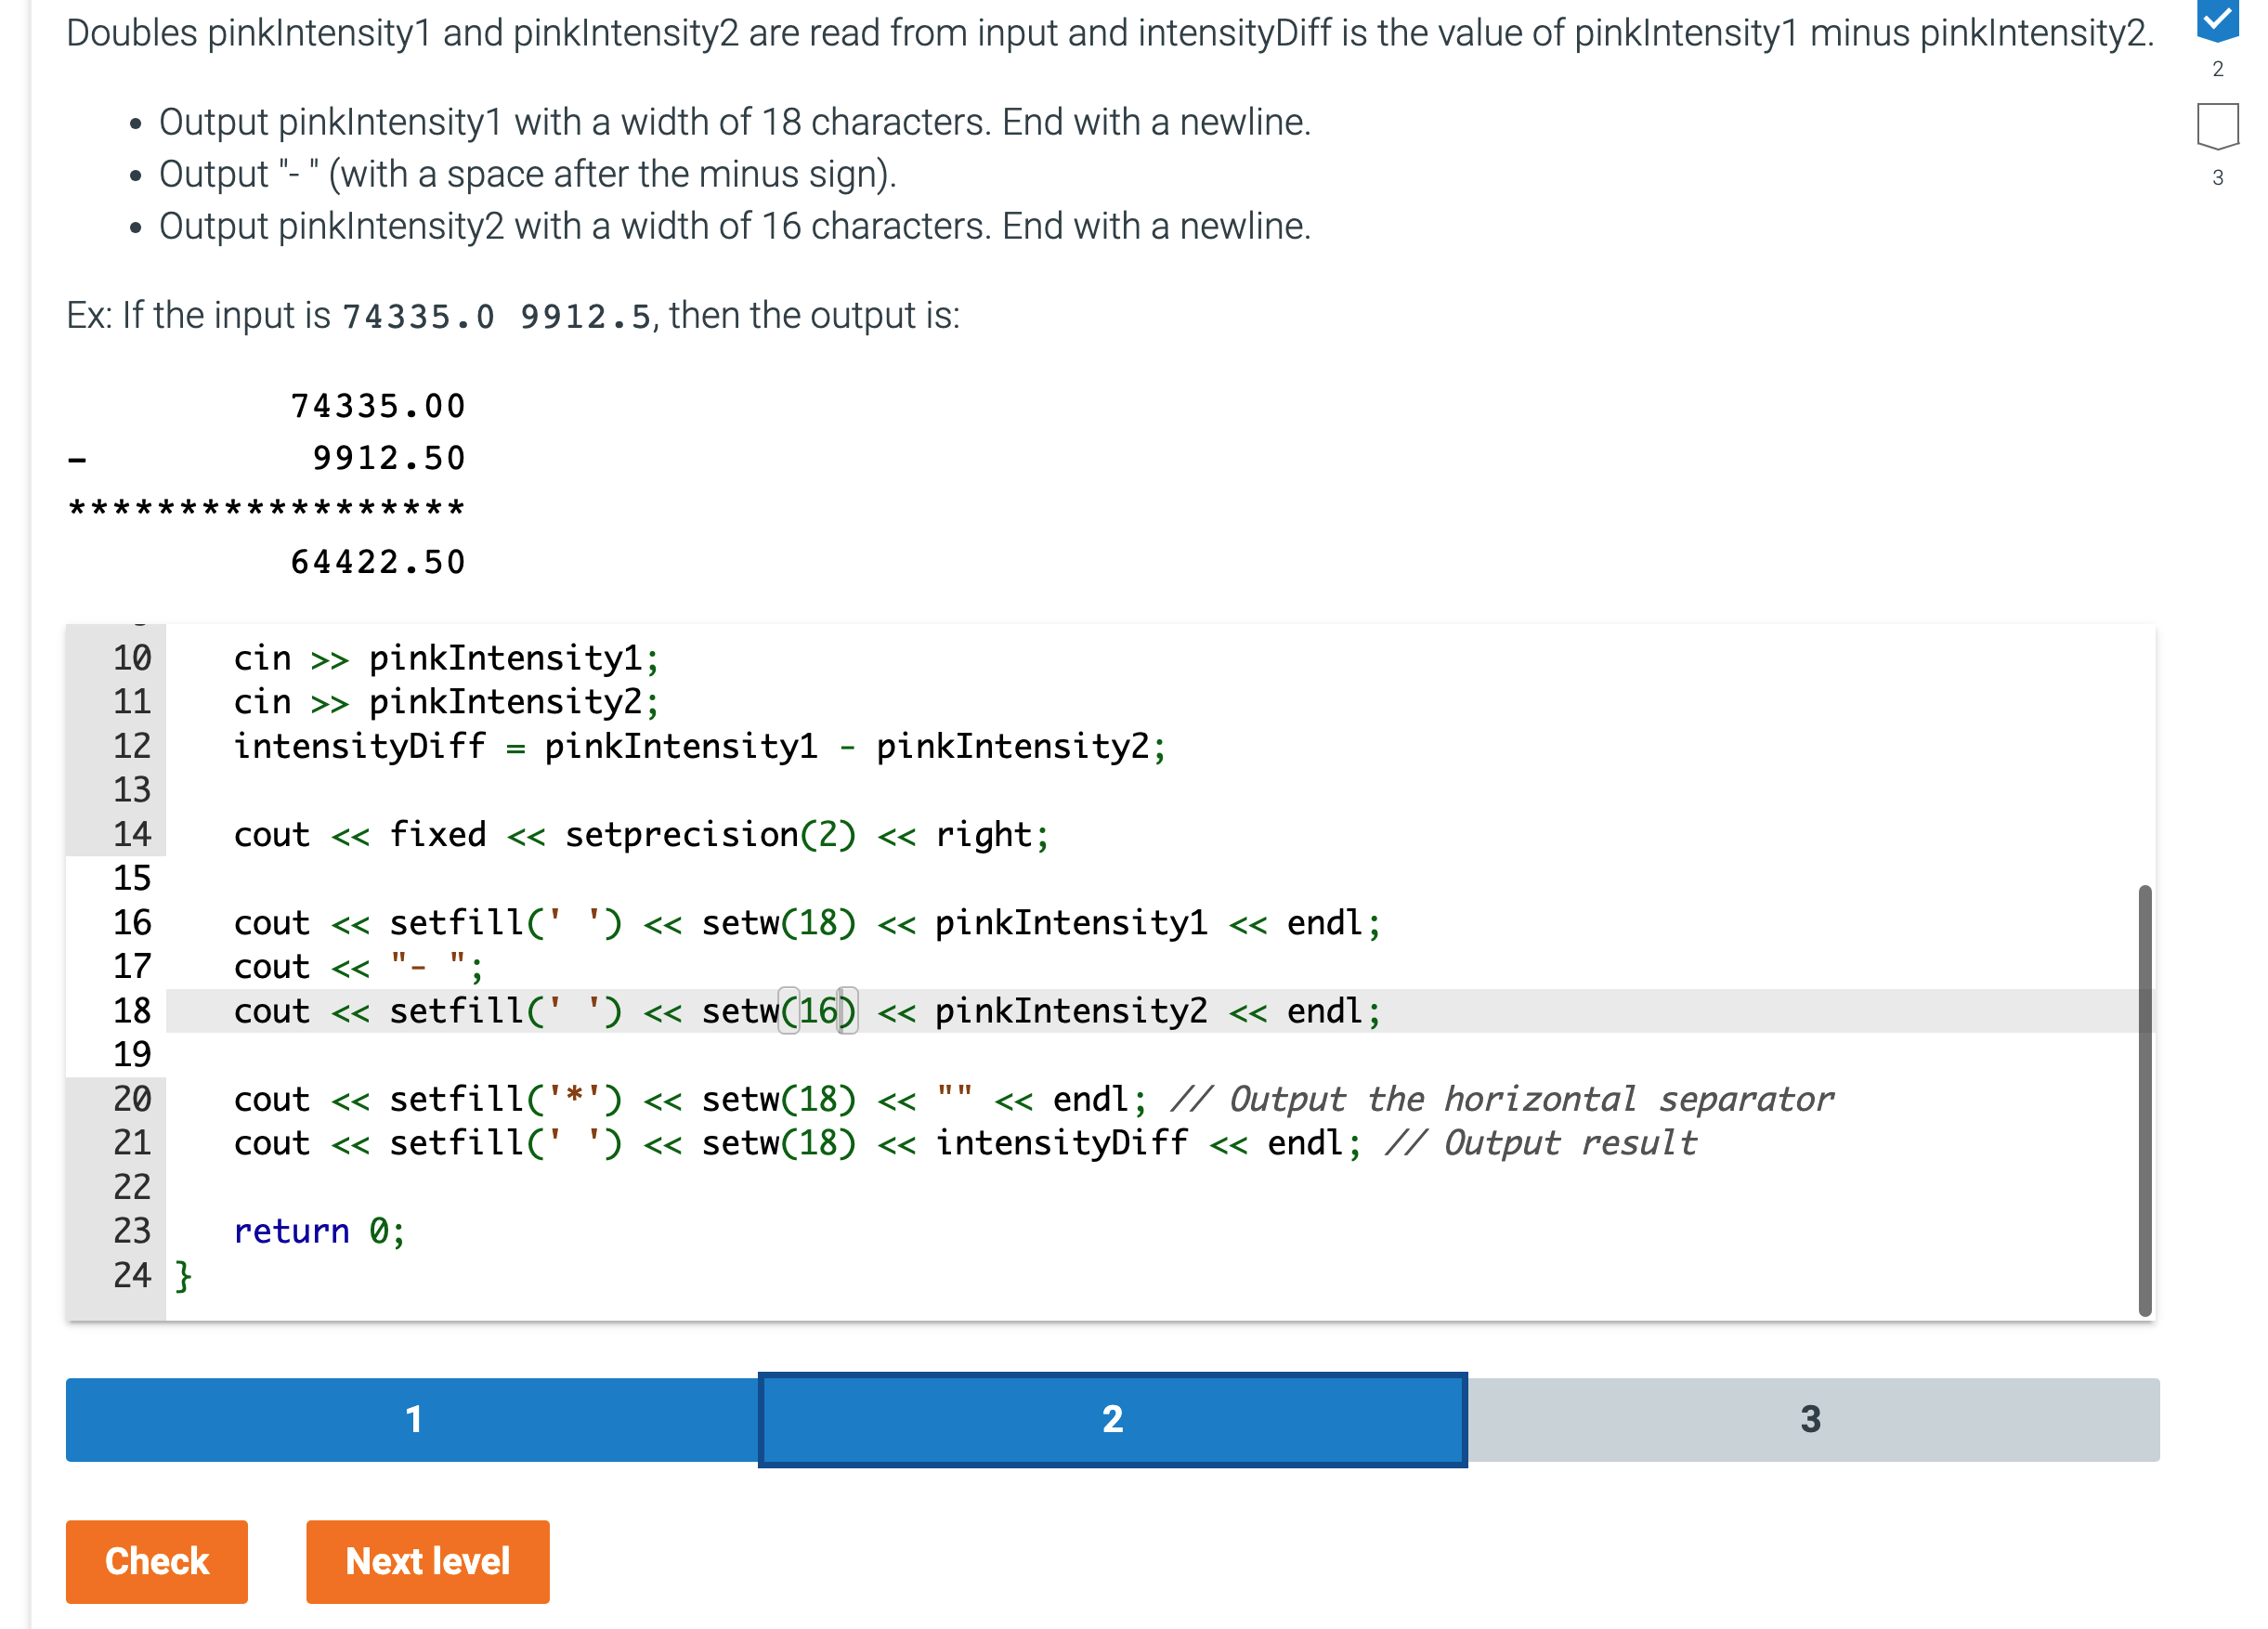 Doubles pinkIntensity1 and pinkIntensity2 are read from input and intensityDiff is the value of pinkIntensity1 minus pinkIntensity2.
2
3
• Output pinkIntensity1 with a width of 18 characters. End with a newline.
• Output "- " (with a space after the minus sign).
• Output pinkIntensity2 with a width of 16 characters. End with a newline.
Ex: If the input is 74335.0 9912.5, then the output is:
          74335.00
-          9912.50
******************
          64422.50
10    cin >> pinkIntensity1;
11    cin >> pinkIntensity2;
12    intensityDiff = pinkIntensity1 - pinkIntensity2;
13
14    cout << fixed << setprecision(2) << right;
15
16    cout << setfill(' ') << setw(18) << pinkIntensity1 << endl;
17    cout << "- ";
18    cout << setfill(' ') << setw(16) << pinkIntensity2 << endl;
19
20    cout << setfill('*') << setw(18) << "" << endl; // Output the horizontal separator
21    cout << setfill(' ') << setw(18) << intensityDiff << endl; // Output result
22
23    return 0;
24 }
1 2 3
Check Next level